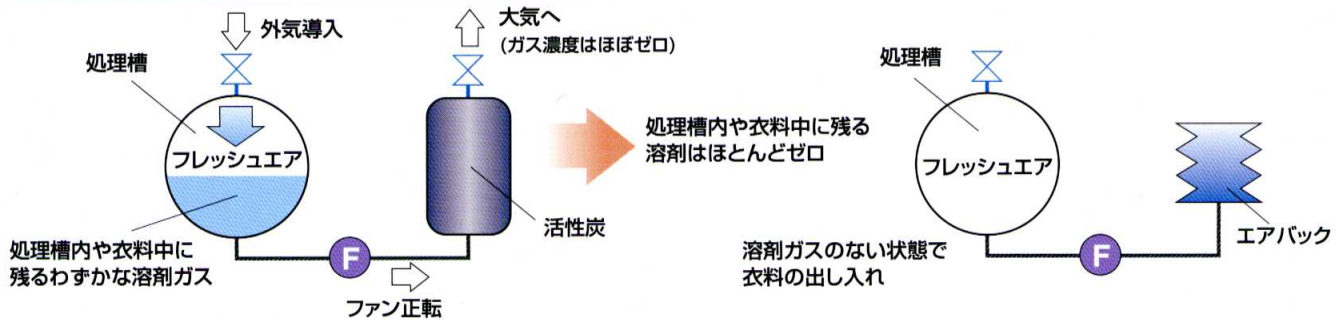 外気導入
処理槽
フレッシュエア
処理槽内や衣料中に
残るわずかな溶剤ガス
F
ファン正転
大気へ
(ガス濃度はほぼゼロ)
活性炭
処理槽内や衣料中に残る
溶剤はほとんどゼロ
処理槽
フレッシュエア
溶剤ガスのない状態で
衣料の出し入れ
F
エアバック